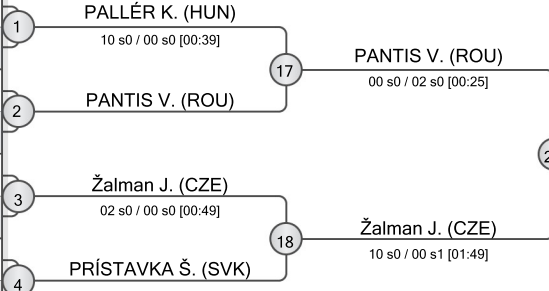 PALLÉR K. (HUN)
1
10 s0 / 00 s0 [00:39]
PANTIS V. (ROU)
17
00 s0 / 02 s0 [00:25]
PANTIS V. (ROU)
2
Žalman J. (CZE)
3
02 s0 / 00 s0 [00:49]
Žalman J. (CZE)
18
10 s0 / 00 s1 [01:49]
PRÍSTAVKA Š. (SVK)
4